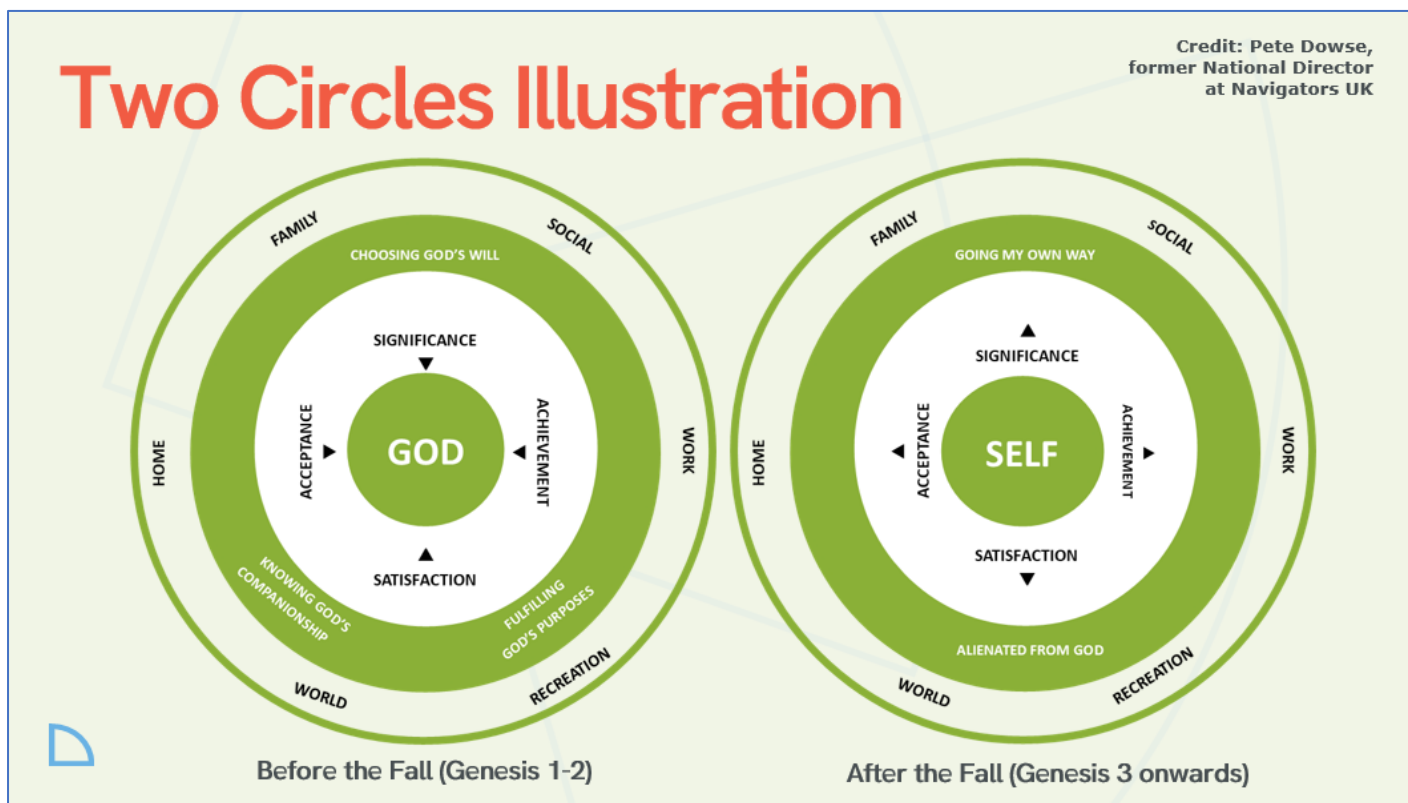 Two Circles Illustration
Credit: Pete Dowse,
former National Director
at Navigators UK
FAMILY
SOCIAL
CHOOSING GOD'S WILL
SIGNIFICANCE
HOME
ACCEPTANCE
GOD
ACHIEVEMENT
WORK
SATISFACTION
KNOWING GOD'S
COMPANIONSHIP
FULFILLING
GOD'S PURPOSES
WORLD
RECREATION
Before the Fall (Genesis 1-2)
FAMILY
SOCIAL
GOING MY OWN WAY
SIGNIFICANCE
HOME
ACCEPTANCE
SELF
ACHIEVEMENT
WORK
SATISFACTION
ALIENATED FROM GOD
WORLD
RECREATION
After the Fall (Genesis 3 onwards)